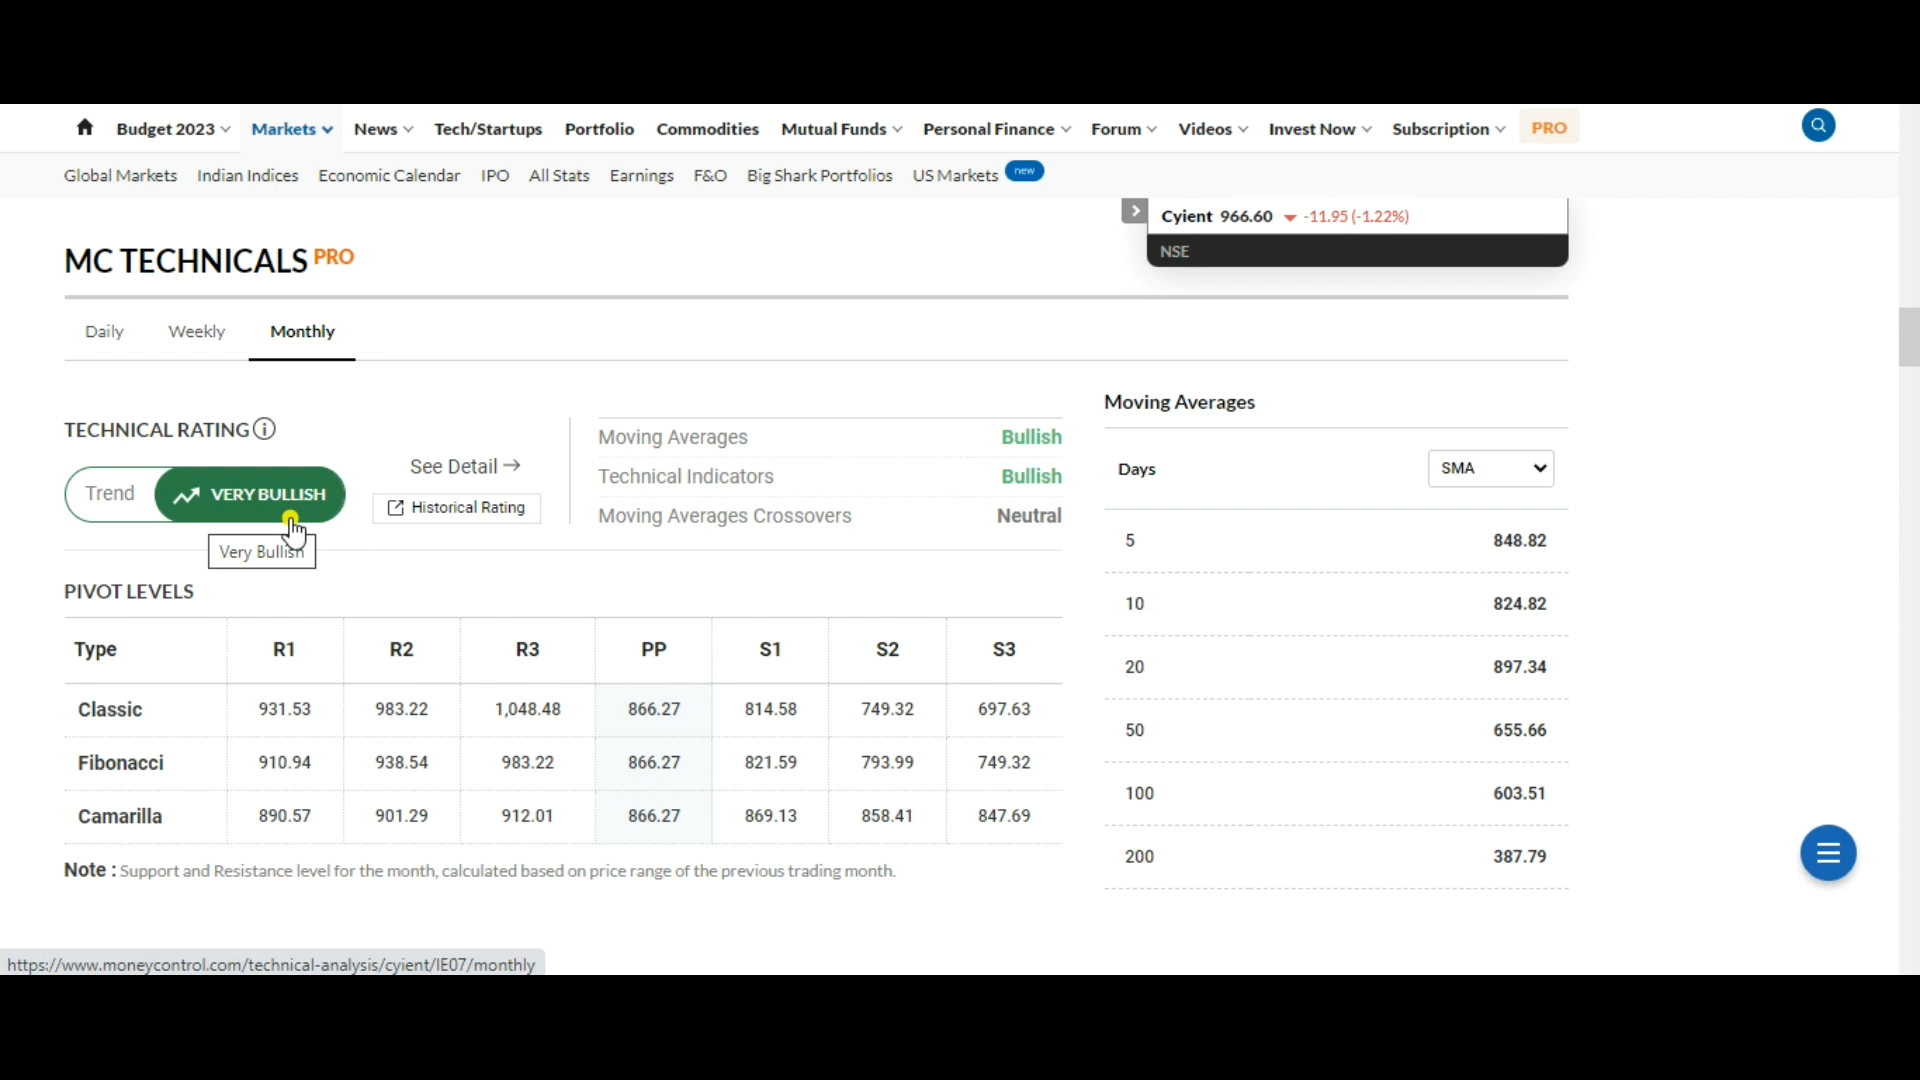 Budget 2023 Markets News Tech/Startups Portfolio Commodities Mutual Funds Personal Finance Forum Videos Invest Now Subscription PRO
Global Markets Indian Indices Economic Calendar IPO All Stats Earnings F&O Big Shark Portfolios US Markets new
Cyient 966.60 -11.95 (-1.22%)
NSE
MC TECHNICALS PRO
Daily Weekly Monthly
TECHNICAL RATING
Trend VERY BULLISH
Very Bullish
See Detail
Historical Rating
Moving Averages Bullish
Technical Indicators Bullish
Moving Averages Crossovers Neutral
PIVOT LEVELS
Type R1 R2 R3 PP S1 S2 S3
Classic 931.53 983.22 1,048.48 866.27 814.58 749.32 697.63
Fibonacci 910.94 938.54 983.22 866.27 821.59 793.99 749.32
Camarilla 890.57 901.29 912.01 866.27 869.13 858.41 847.69
Note : Support and Resistance level for the month, calculated based on price range of the previous trading month.
Moving Averages
Days SMA
5 848.82
10 824.82
20 897.34
50 655.66
100 603.51
200 387.79
https://www.moneycontrol.com/technical-analysis/cyient/IE07/monthly